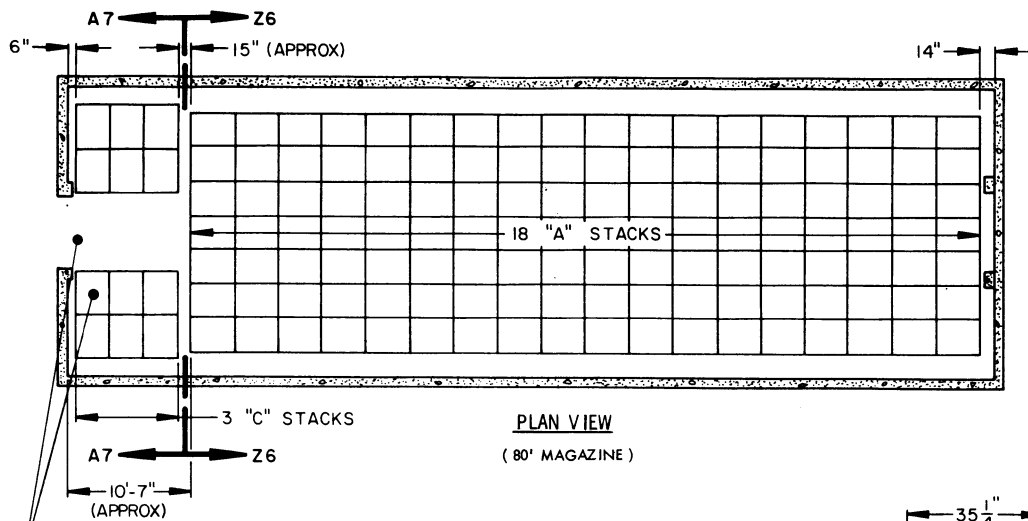 A7 Z6
6" 15" (APPROX) 14"
18 "A" STACKS
3 "C" STACKS
PLAN VIEW
(80' MAGAZINE)
A7 Z6
10'-7"
(APPROX)
35 1/4"